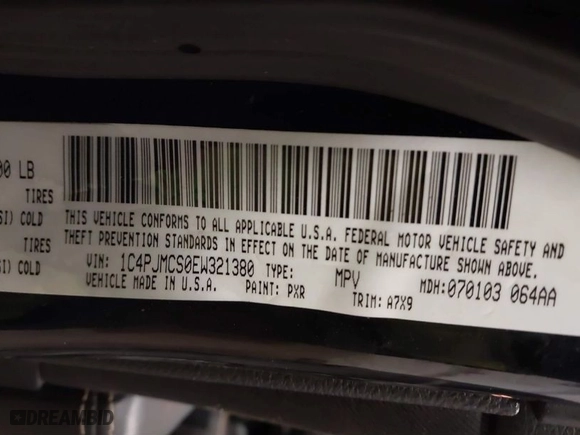 00 LB
TIRES
SI) COLD
TIRES
SI) COLD
THIS VEHICLE CONFORMS TO ALL APPLICABLE U.S.A. FEDERAL MOTOR VEHICLE SAFETY AND
THEFT PREVENTION STANDARDS IN EFFECT ON THE DATE OF MANUFACTURE SHOWN ABOVE.
VIN: 1C4PJMCS0EW321380 TYPE: MPV MDH:070103 064AA
VEHICLE MADE IN U.S.A. PAINT: PXR TRIM: A7X9
DREAMBID